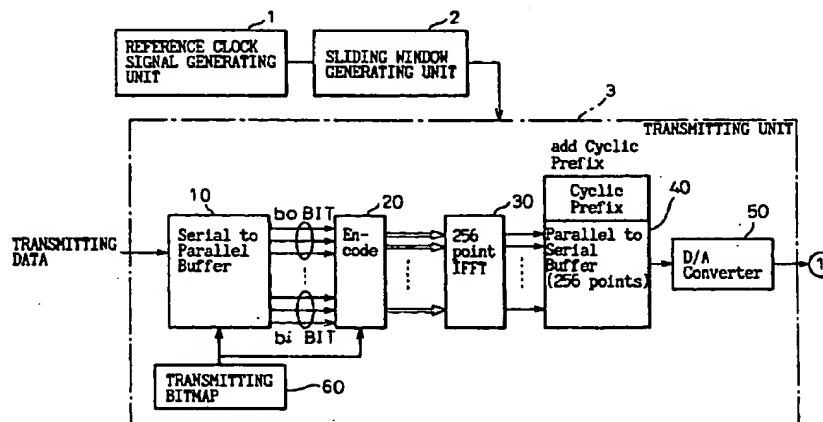 1
REFERENCE CLOCK
SIGNAL GENERATING
UNIT
2
SLIDING WINDOW
GENERATING UNIT
3
TRANSMITTING UNIT
add Cyclic
Prefix
TRANSMITTING
DATA
10
Serial to
Parallel
Buffer
bo BIT
bi BIT
20
En-
code
30
256
point
IFFT
Cyclic
Prefix
40
Parallel to
Serial
Buffer
(256 points)
50
D/A
Converter
1
TRANSMITTING
BITMAP
60